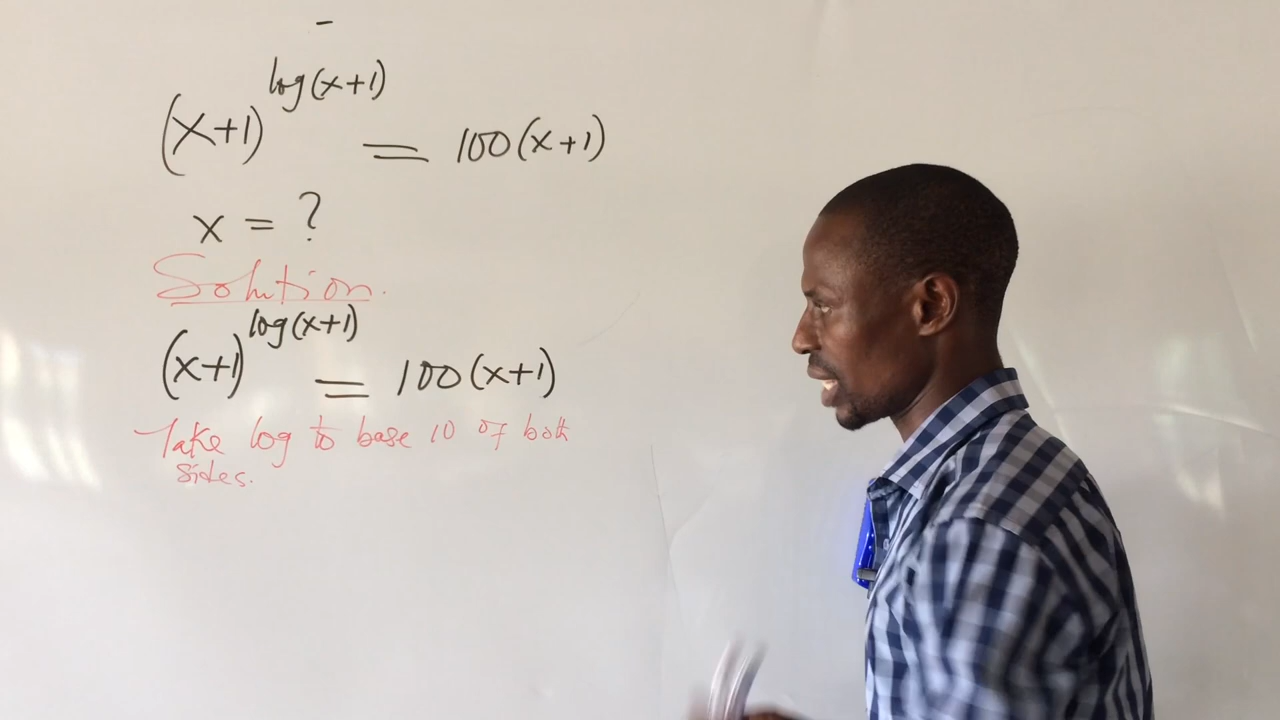 (x+1)^log(x+1) = 100(x+1)
x = ?
Solution.
(x+1)^log(x+1) = 100(x+1)
Take log to base 10 of both
sides.